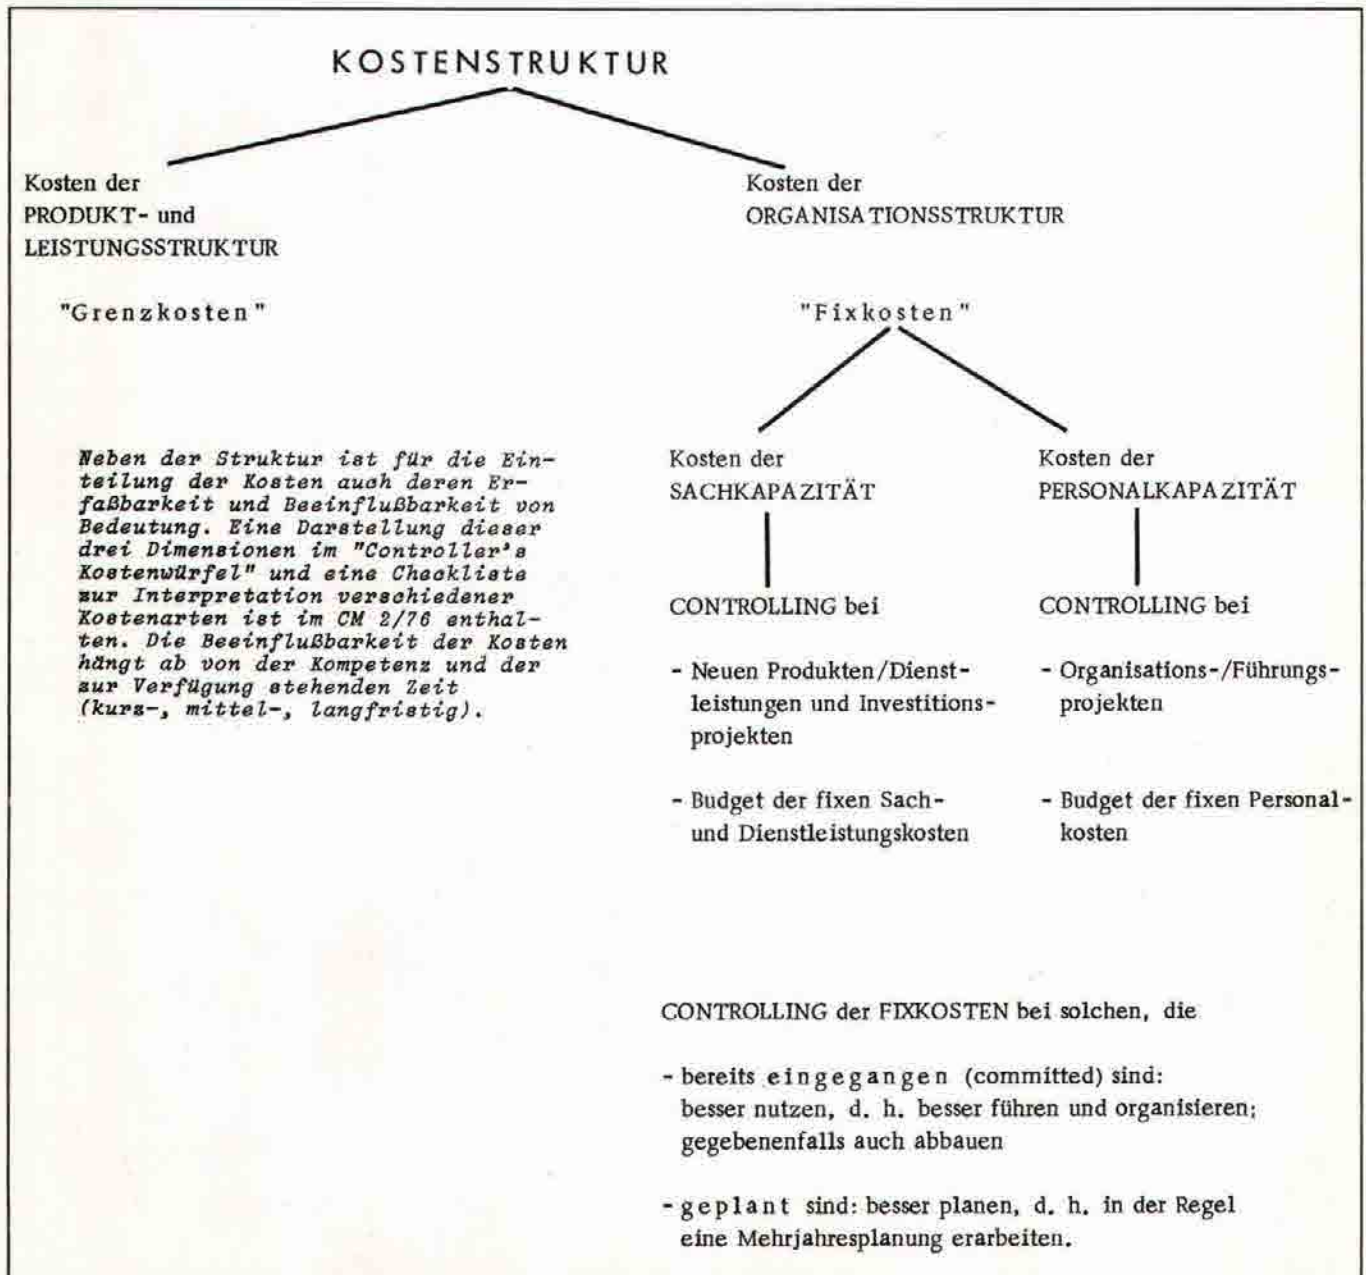 KOSTENSTRUKTUR
Kosten der
PRODUKT- und
LEISTUNGSSTRUKTUR
"Grenzkosten"
Kosten der
ORGANISATIONSSTRUKTUR
"Fixkosten"
Neben der Struktur ist für die Ein-
teilung der Kosten auch deren Er-
faßbarkeit und Beeinflußbarkeit von
Bedeutung. Eine Darstellung dieser
drei Dimensionen im "Controller's
Kostenwürfel" und eine Checkliste
zur Interpretation verschiedener
Kostenarten ist im CM 2/76 enthal-
ten. Die Beeinflußbarkeit der Kosten
hängt ab von der Kompetenz und der
zur Verfügung stehenden Zeit
(kurz-, mittel-, langfristig).
Kosten der
SACHKAPAZITÄT
CONTROLLING bei
- Neuen Produkten/Dienst-
leistungen und Investitions-
projekten
- Budget der fixen Sach-
und Dienstleistungskosten
Kosten der
PERSONALKAPAZITÄT
CONTROLLING bei
- Organisations-/Führungs-
projekten
- Budget der fixen Personal-
kosten
CONTROLLING der FIXKOSTEN bei solchen, die
- bereits eingegangen (committed) sind:
besser nutzen, d. h. besser führen und organisieren;
gegebenenfalls auch abbauen
- geplant sind: besser planen, d. h. in der Regel
eine Mehrjahresplanung erarbeiten.